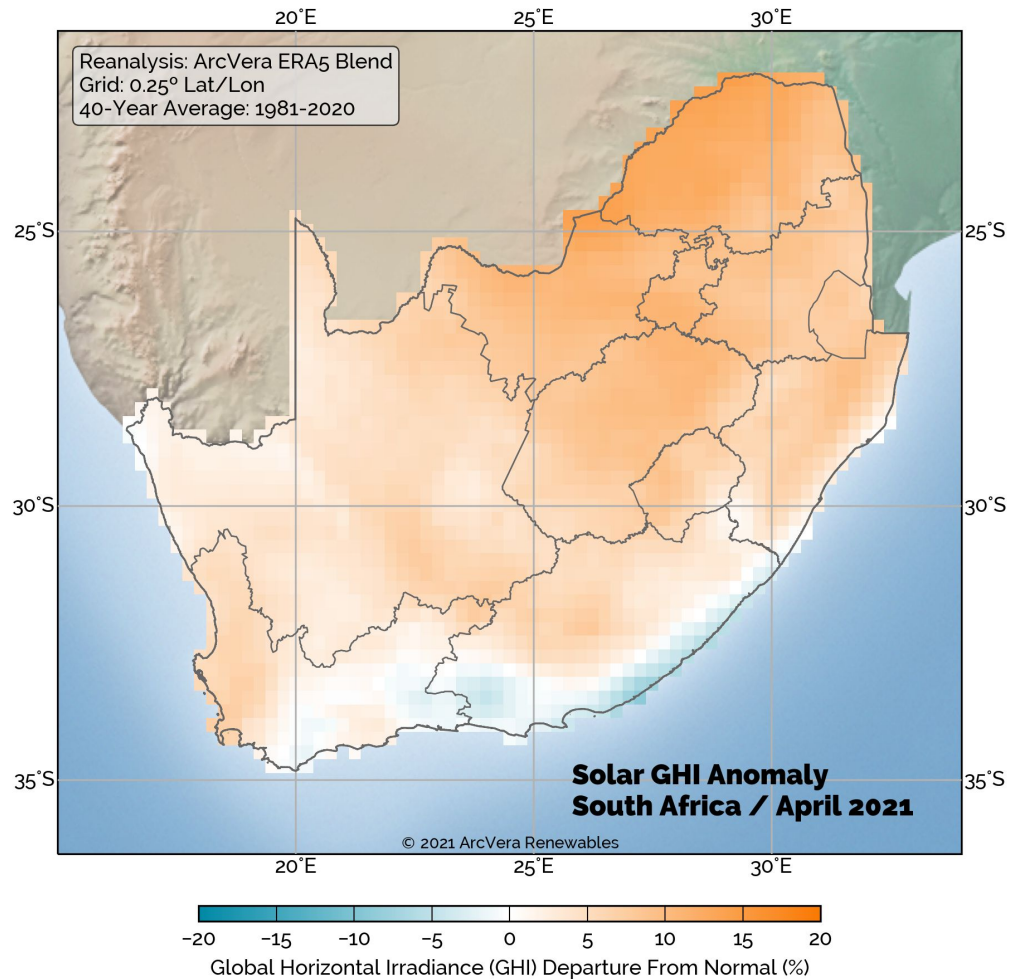 20°E 25°E 30°E
Reanalysis: ArcVera ERA5 Blend
Grid: 0.25º Lat/Lon
40-Year Average: 1981-2020
25°S 25°S
30°S 30°S
35°S 35°S
Solar GHI Anomaly
South Africa / April 2021
© 2021 ArcVera Renewables
20°E 25°E 30°E
−20 −15 −10 −5 0 5 10 15 20
Global Horizontal Irradiance (GHI) Departure From Normal (%)